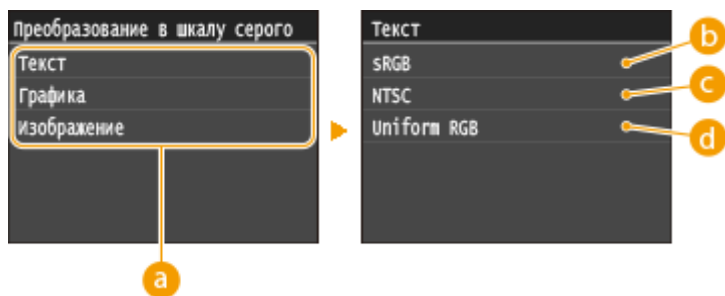 Преобразование в шкалу серого
Текст
Графика
Изображение
a
Текст
sRGB
NTSC
Uniform RGB
b
c
d